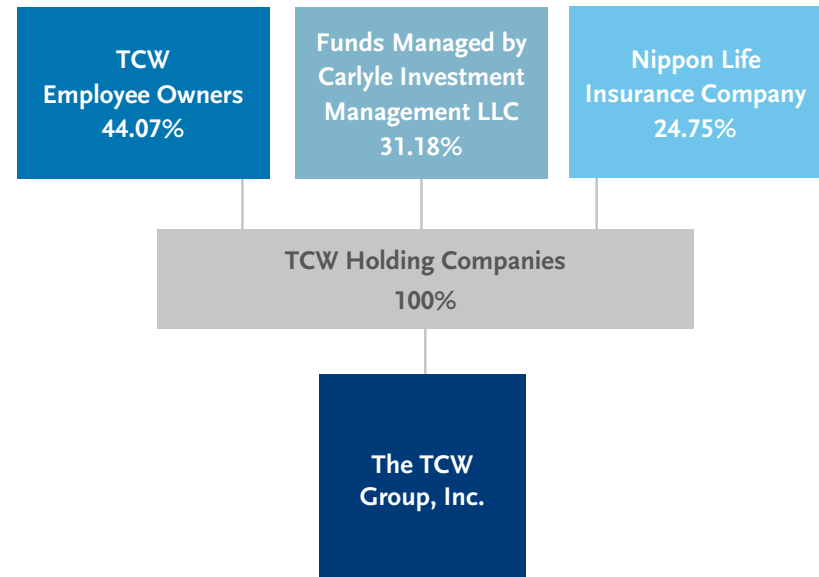 TCW
Employee Owners
44.07%
Funds Managed by
Carlyle Investment
Management LLC
31.18%
Nippon Life
Insurance Company
24.75%
TCW Holding Companies
100%
The TCW
Group, Inc.